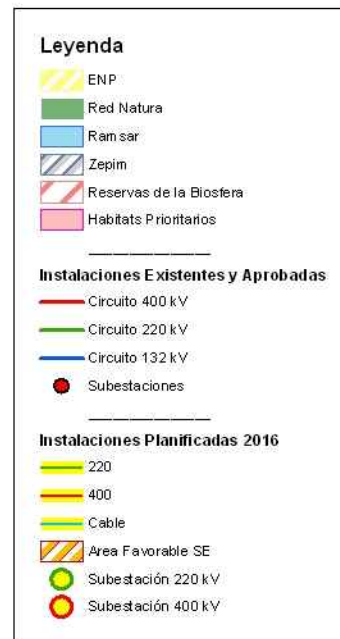 Leyenda
ENP
Red Natura
Ramsar
Zepim
Reservas de la Biosfera
Habitats Prioritarios
Instalaciones Existentes y Aprobadas
Circuito 400 kV
Circuito 220 kV
Circuito 132 kV
Subestaciones
Instalaciones Planificadas 2016
220
400
Cable
Area Favorable SE
Subestación 220 kV
Subestación 400 kV